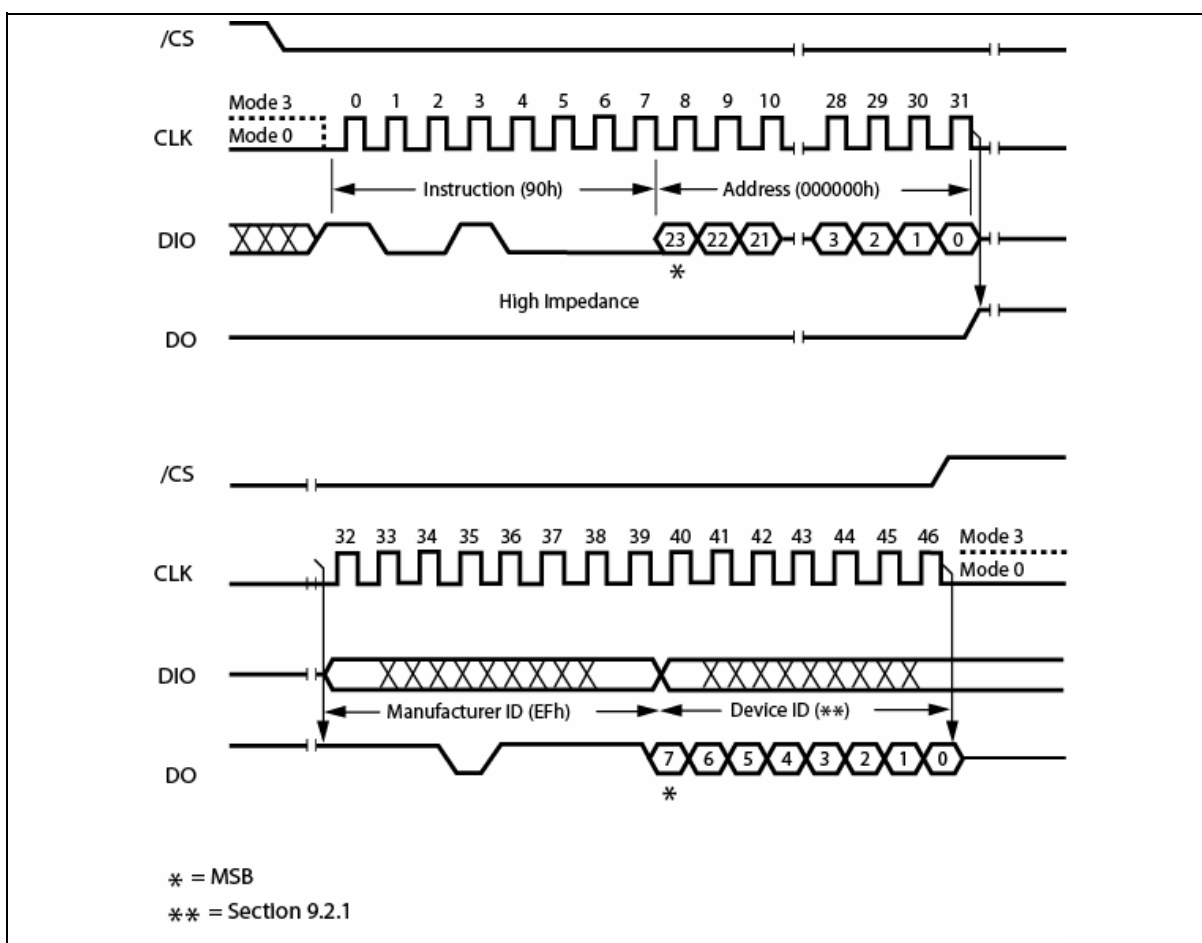 /CS
Mode 3 0 1 2 3 4 5 6 7 8 9 10 28 29 30 31
CLK Mode 0
Instruction (90h) Address (000000h)
DIO 23 22 21 3 2 1 0
*
High Impedance
DO
/CS
32 33 34 35 36 37 38 39 40 41 42 43 44 45 46 Mode 3
CLK Mode 0
DIO
Manufacturer ID (EFh) Device ID (**)
DO 7 6 5 4 3 2 1 0
*
* = MSB
** = Section 9.2.1